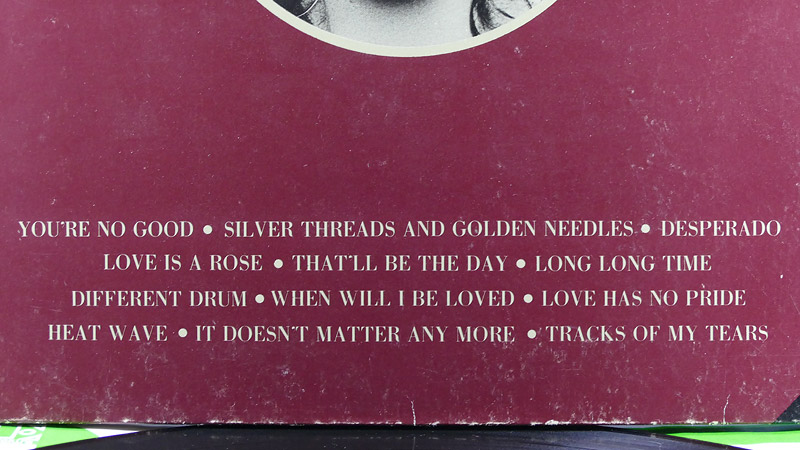 YOU'RE NO GOOD • SILVER THREADS AND GOLDEN NEEDLES • DESPERADO
LOVE IS A ROSE • THAT'LL BE THE DAY • LONG LONG TIME
DIFFERENT DRUM • WHEN WILL I BE LOVED • LOVE HAS NO PRIDE
HEAT WAVE • IT DOESN'T MATTER ANY MORE • TRACKS OF MY TEARS